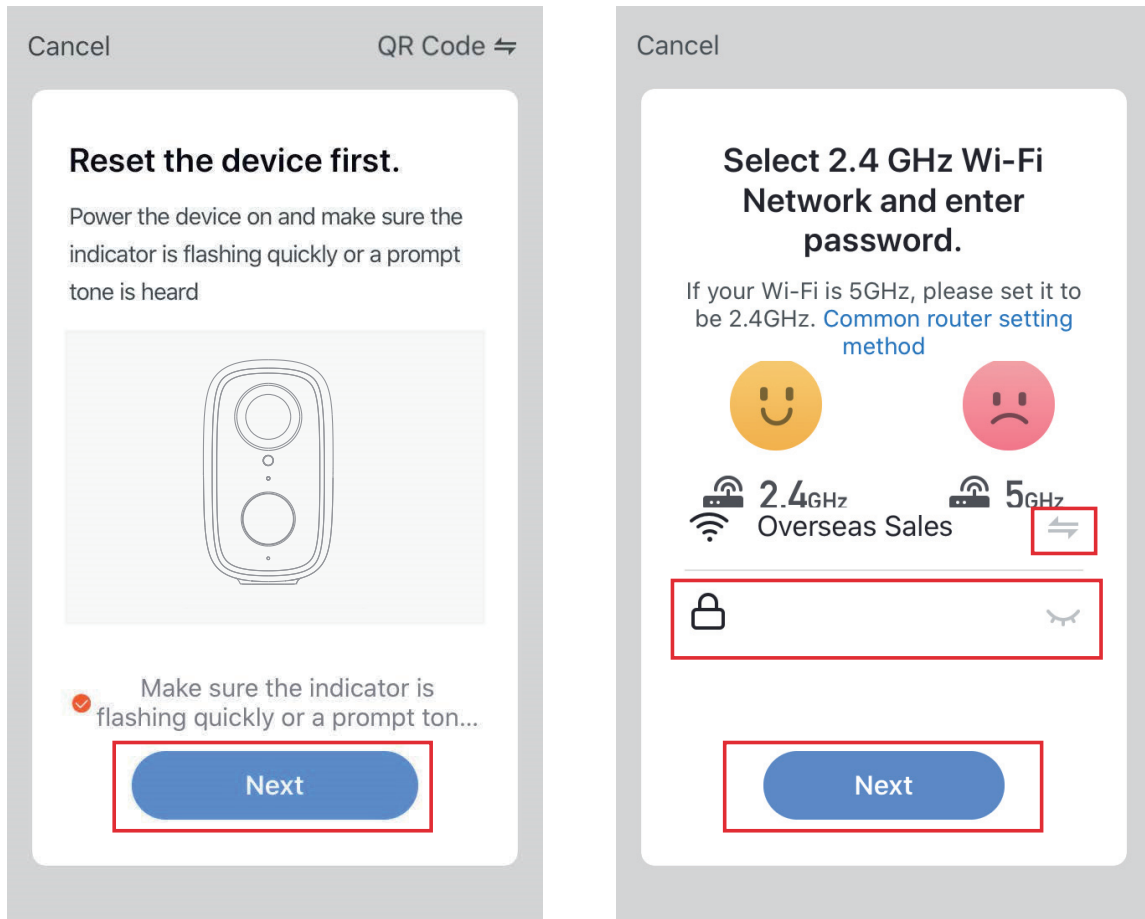 Cancel
QR Code
Reset the device first.
Power the device on and make sure the
indicator is flashing quickly or a prompt
tone is heard
Make sure the indicator is
flashing quickly or a prompt ton...
Next
Cancel
Select 2.4 GHz Wi-Fi
Network and enter
password.
If your Wi-Fi is 5GHz, please set it to
be 2.4GHz. Common router setting
method
2.4GHz
5GHz
Overseas Sales
Next